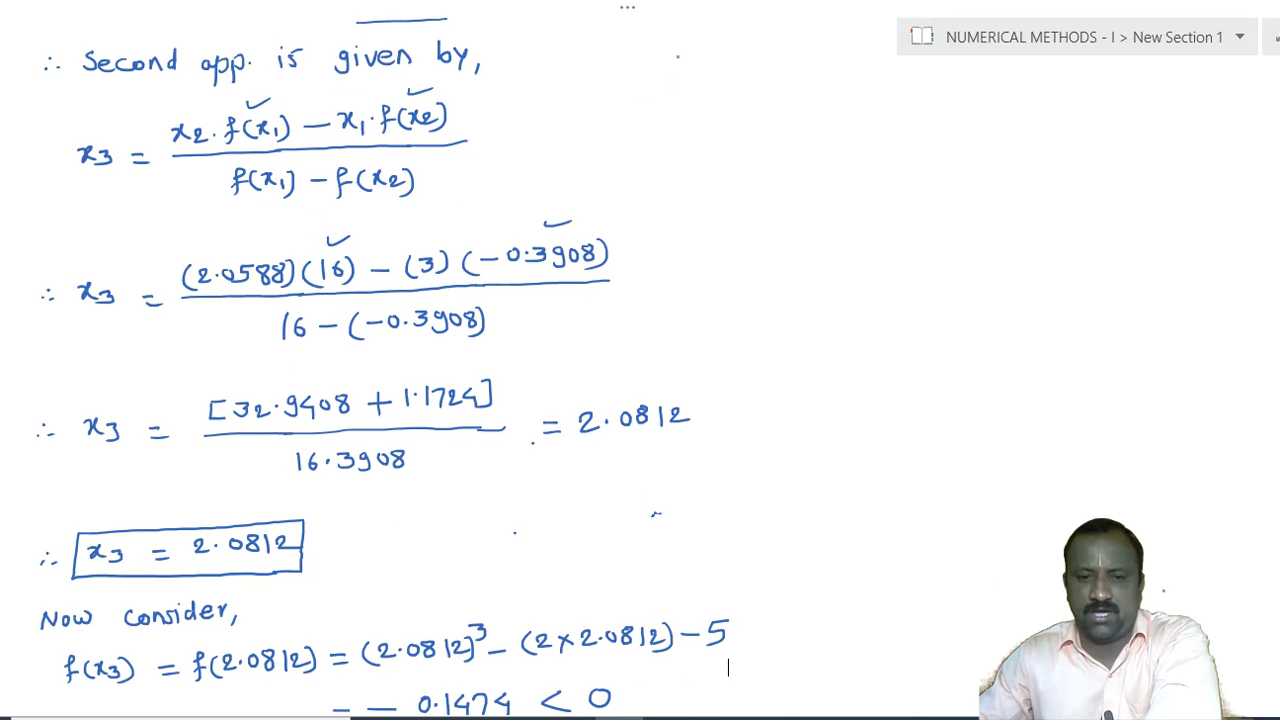 NUMERICAL METHODS - I > New Section 1
∴ Second app. is given by,
x3 = x2. f(x1) - x1. f(x2) / f(x1) - f(x2)
∴ x3 = (2.0588)(16) - (3)(-0.3908) / 16 - (-0.3908)
∴ x3 = [32.9408 + 1.1724] / 16.3908 = 2.0812
∴ x3 = 2.0812
Now consider,
f(x3) = f(2.0812) = (2.0812)³ - (2 × 2.0812) - 5
= - 0.1474 < 0